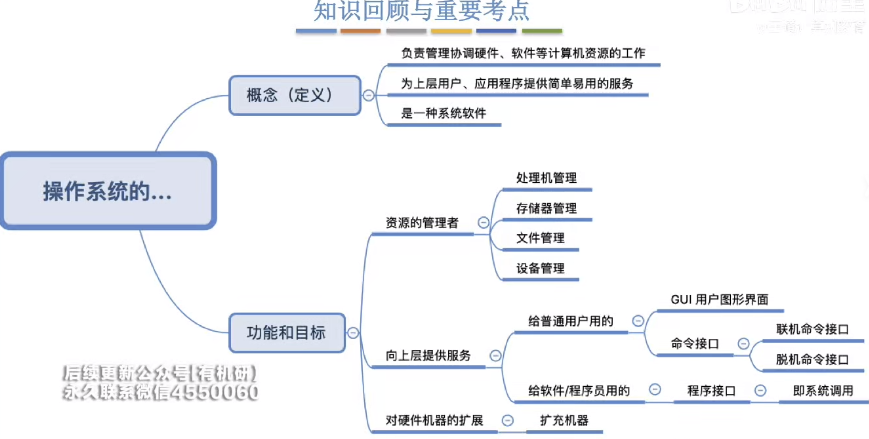 知识回顾与重要考点
负责管理协调硬件、软件等计算机资源的工作
概念（定义）
为上层用户、应用程序提供简单易用的服务
是一种系统软件
操作系统的...
处理机管理
资源的管理者
存储器管理
文件管理
设备管理
功能和目标
GUI 用户图形界面
给普通用户用的
联机命令接口
命令接口
向上层提供服务
脱机命令接口
给软件/程序员用的
程序接口
即系统调用
对硬件机器的扩展
扩充机器
后续更新公众号[有机研]
永久联系微信4550060